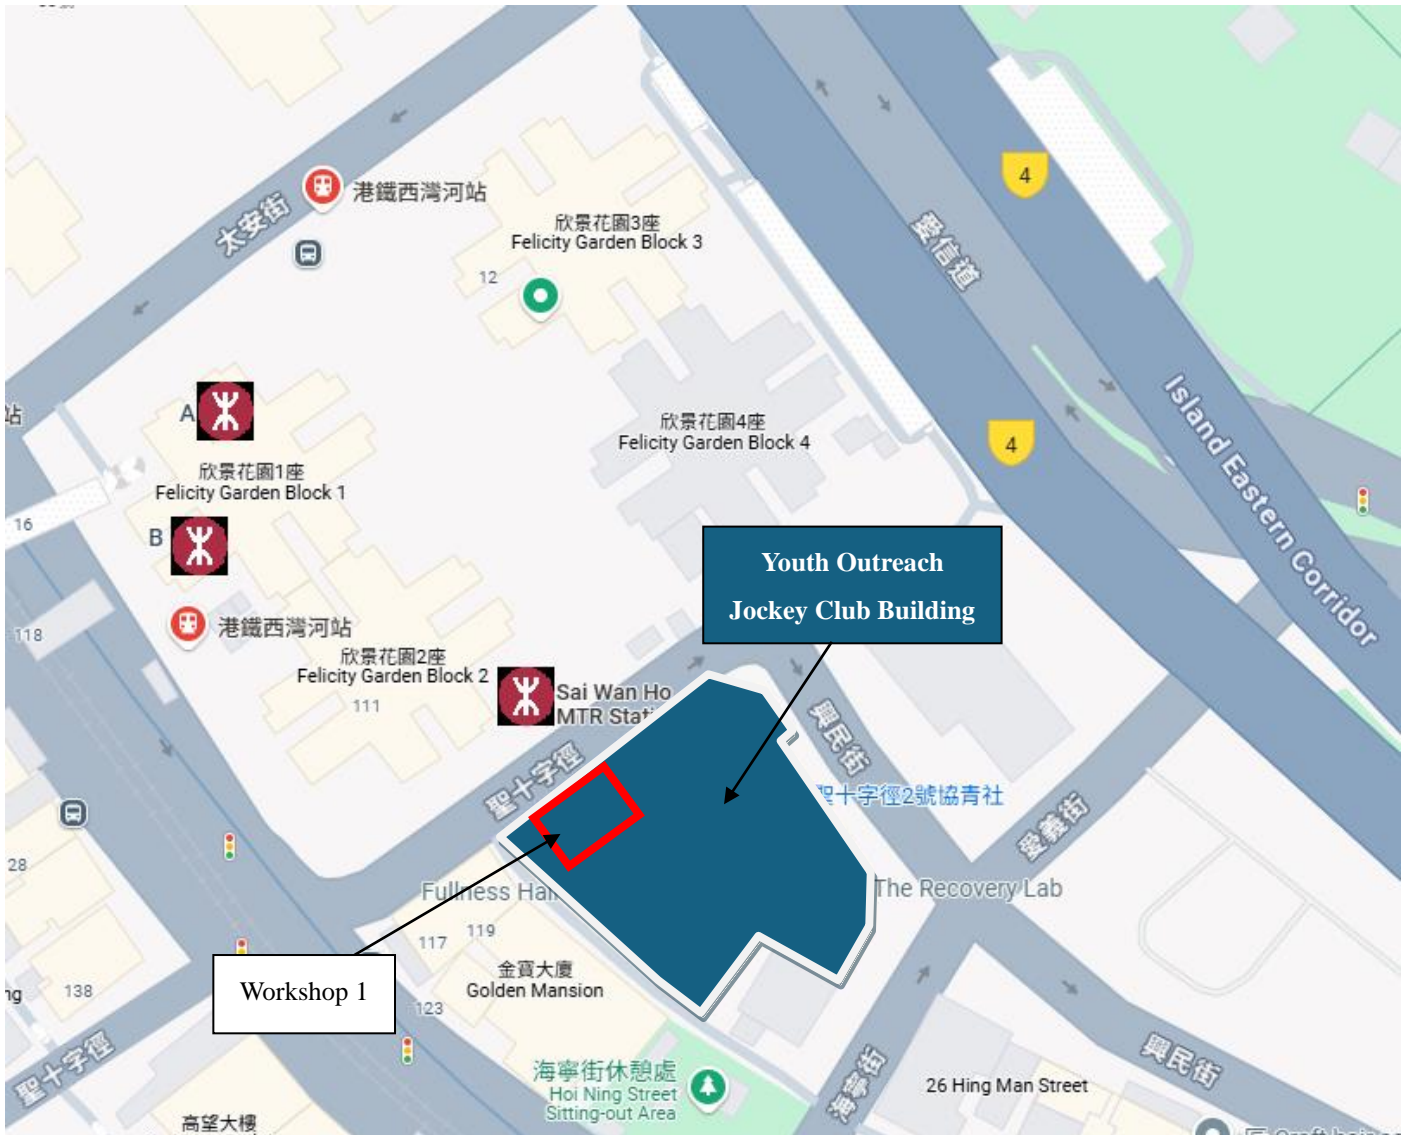 港鐵西灣河站
太安街
欣景花園3座
Felicity Garden Block 3
12
4
愛信道
站
A
欣景花園1座
Felicity Garden Block 1
欣景花園4座
Felicity Garden Block 4
4
Island Eastern Corridor
16
B
118
港鐵西灣河站
欣景花園2座
Felicity Garden Block 2
111
Youth Outreach
Jockey Club Building
Sai Wan Ho
MTR Stati
興民街
聖十字徑
聖十字徑2號協青社
愛義街
28
Fullness Hair
The Recovery Lab
117
119
金寶大廈
Golden Mansion
Workshop 1
ng
138
123
聖十字徑
海寧街休憩處
Hoi Ning Street
Sitting-out Area
海寧街
26 Hing Man Street
興民街
高望大樓